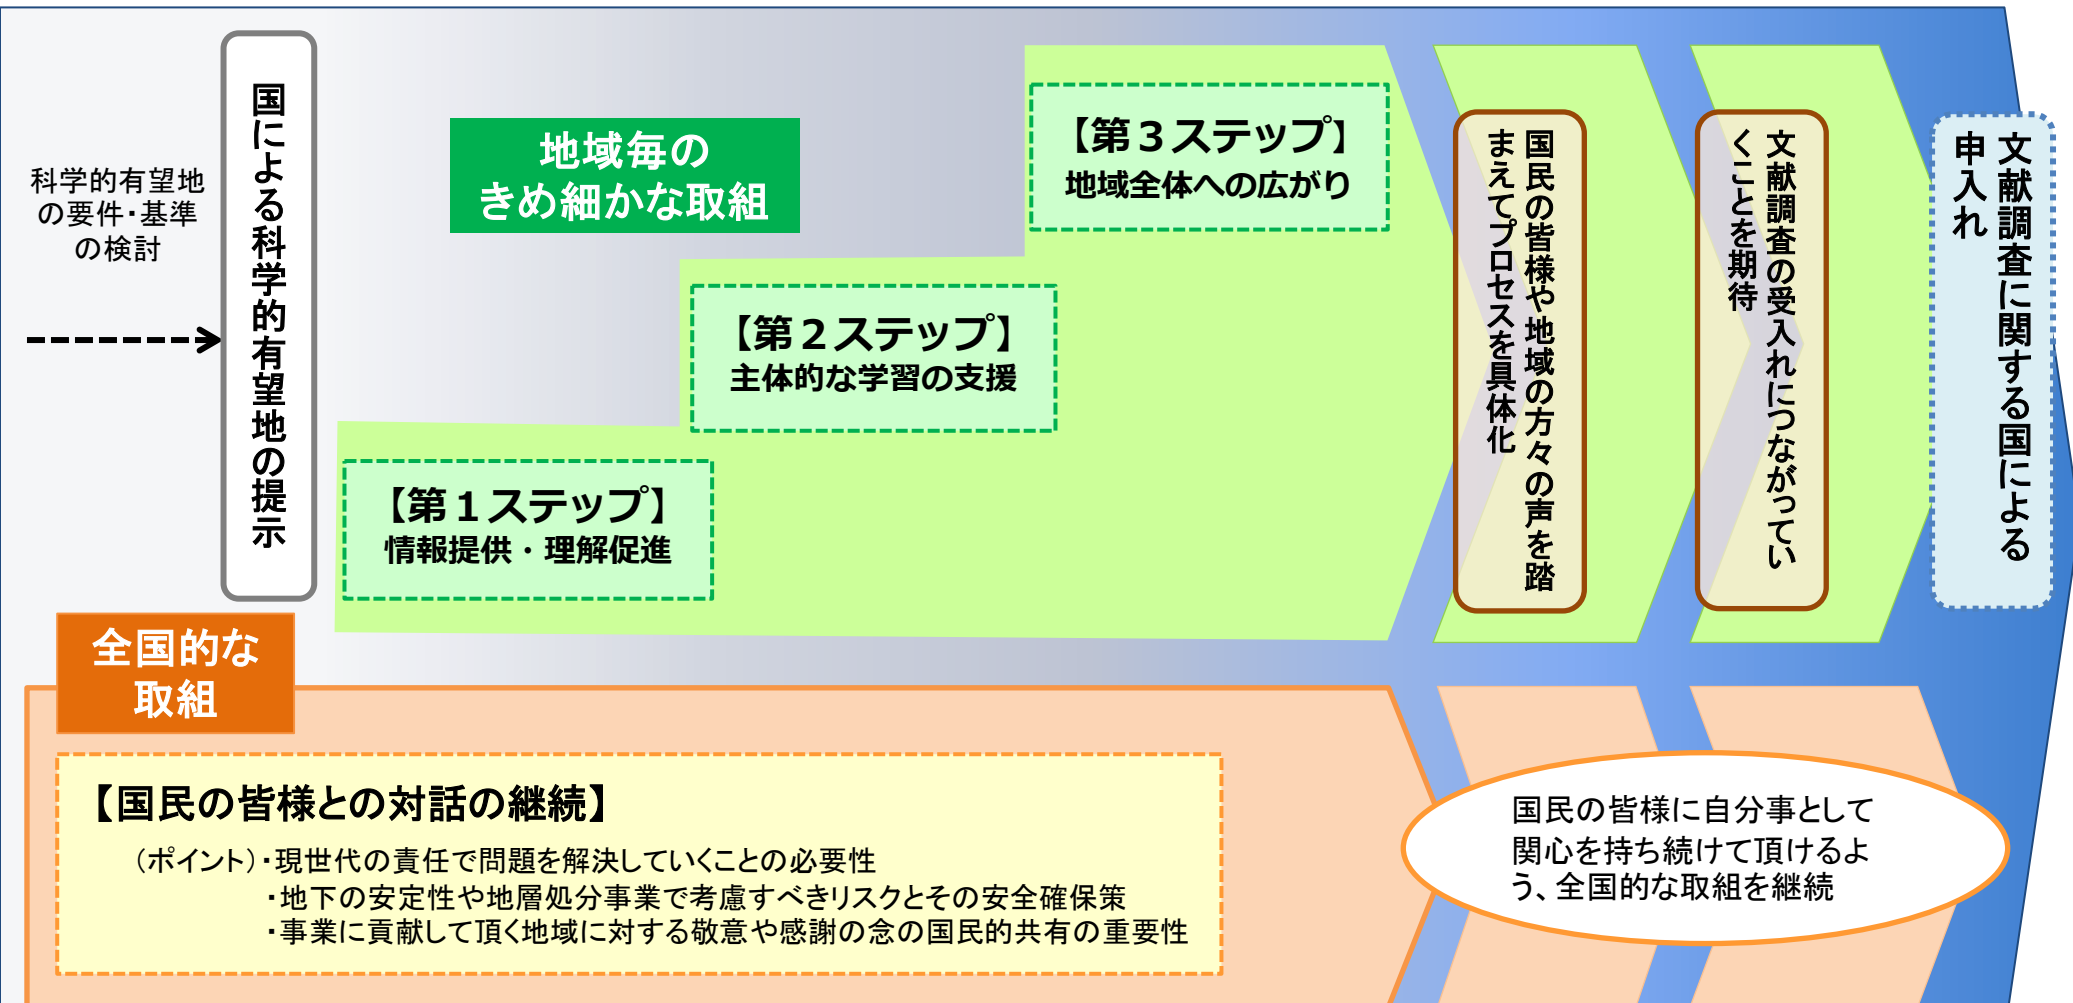 科学的有望地
の要件・基準
の検討
国による科学的有望地の提示
地域毎の
きめ細かな取組
【第１ステップ】
情報提供・理解促進
【第２ステップ】
主体的な学習の支援
【第３ステップ】
地域全体への広がり
国民の皆様や地域の方々の声を踏
まえてプロセスを具体化
文献調査の受入れにつながってい
くことを期待
文献調査に関する国による
申入れ
全国的な
取組
【国民の皆様との対話の継続】
（ポイント）・現世代の責任で問題を解決していくことの必要性
・地下の安定性や地層処分事業で考慮すべきリスクとその安全確保策
・事業に貢献して頂く地域に対する敬意や感謝の念の国民的共有の重要性
国民の皆様に自分事として
関心を持ち続けて頂けるよ
う、全国的な取組を継続